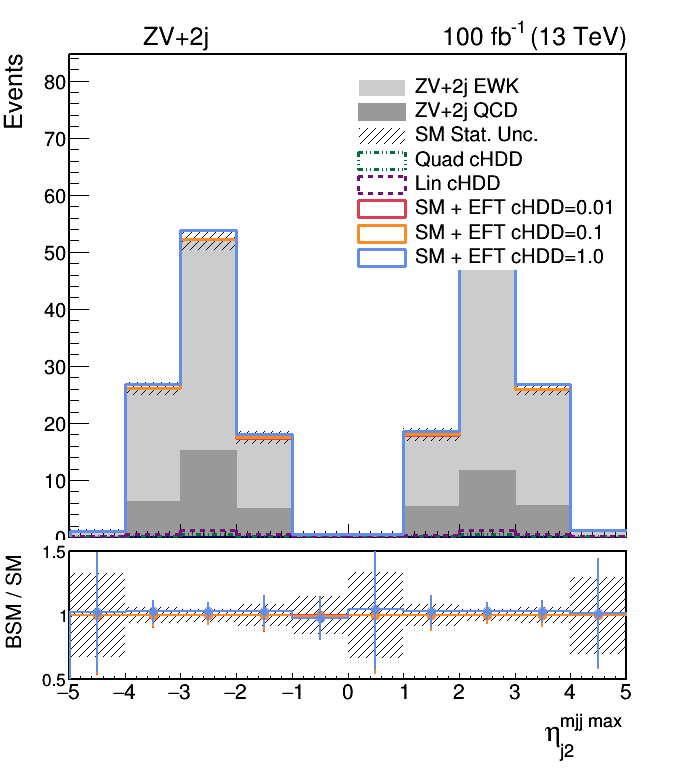 ZV+2j 100 fb-1 (13 TeV)
Events
80
70
60
50
40
30
20
10
0
ZV+2j EWK
ZV+2j QCD
SM Stat. Unc.
Quad cHDD
Lin cHDD
SM + EFT cHDD=0.01
SM + EFT cHDD=0.1
SM + EFT cHDD=1.0
BSM / SM
1.5
1
0.5
−5 −4 −3 −2 −1 0 1 2 3 4 5
η mjj max j2